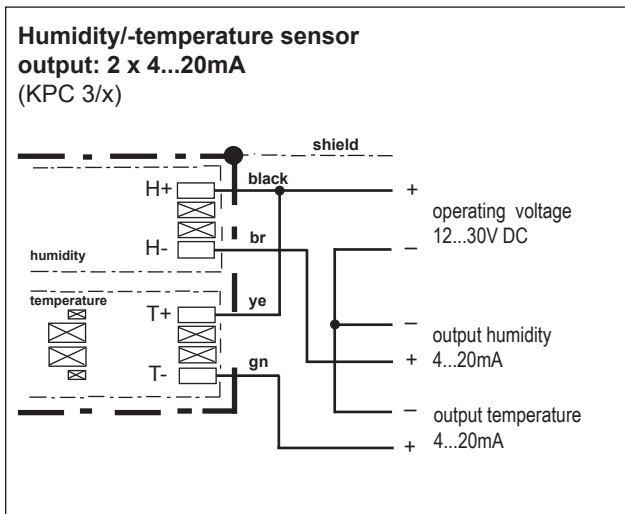 Humidity/-temperature sensor
output: 2 x 4...20mA
(KPC 3/x)
shield
H+ black +
operating voltage
12...30V DC
H- br –
humidity
temperature
T+ ye –
output humidity
+ 4...20mA
T- gn
– output temperature
+ 4...20mA